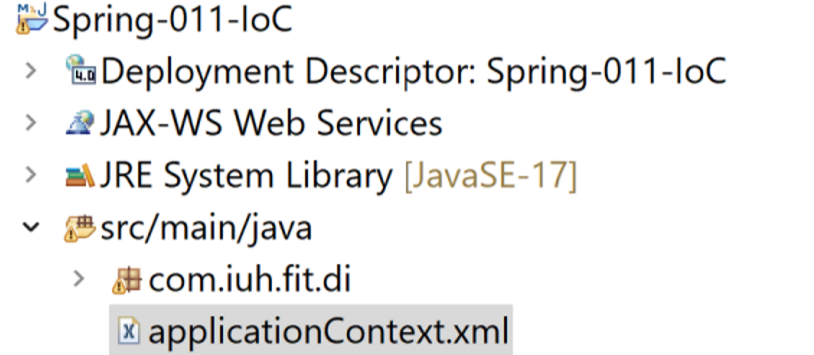 Spring-011-IoC
Deployment Descriptor: Spring-011-IoC
JAX-WS Web Services
JRE System Library [JavaSE-17]
src/main/java
com.iuh.fit.di
applicationContext.xml